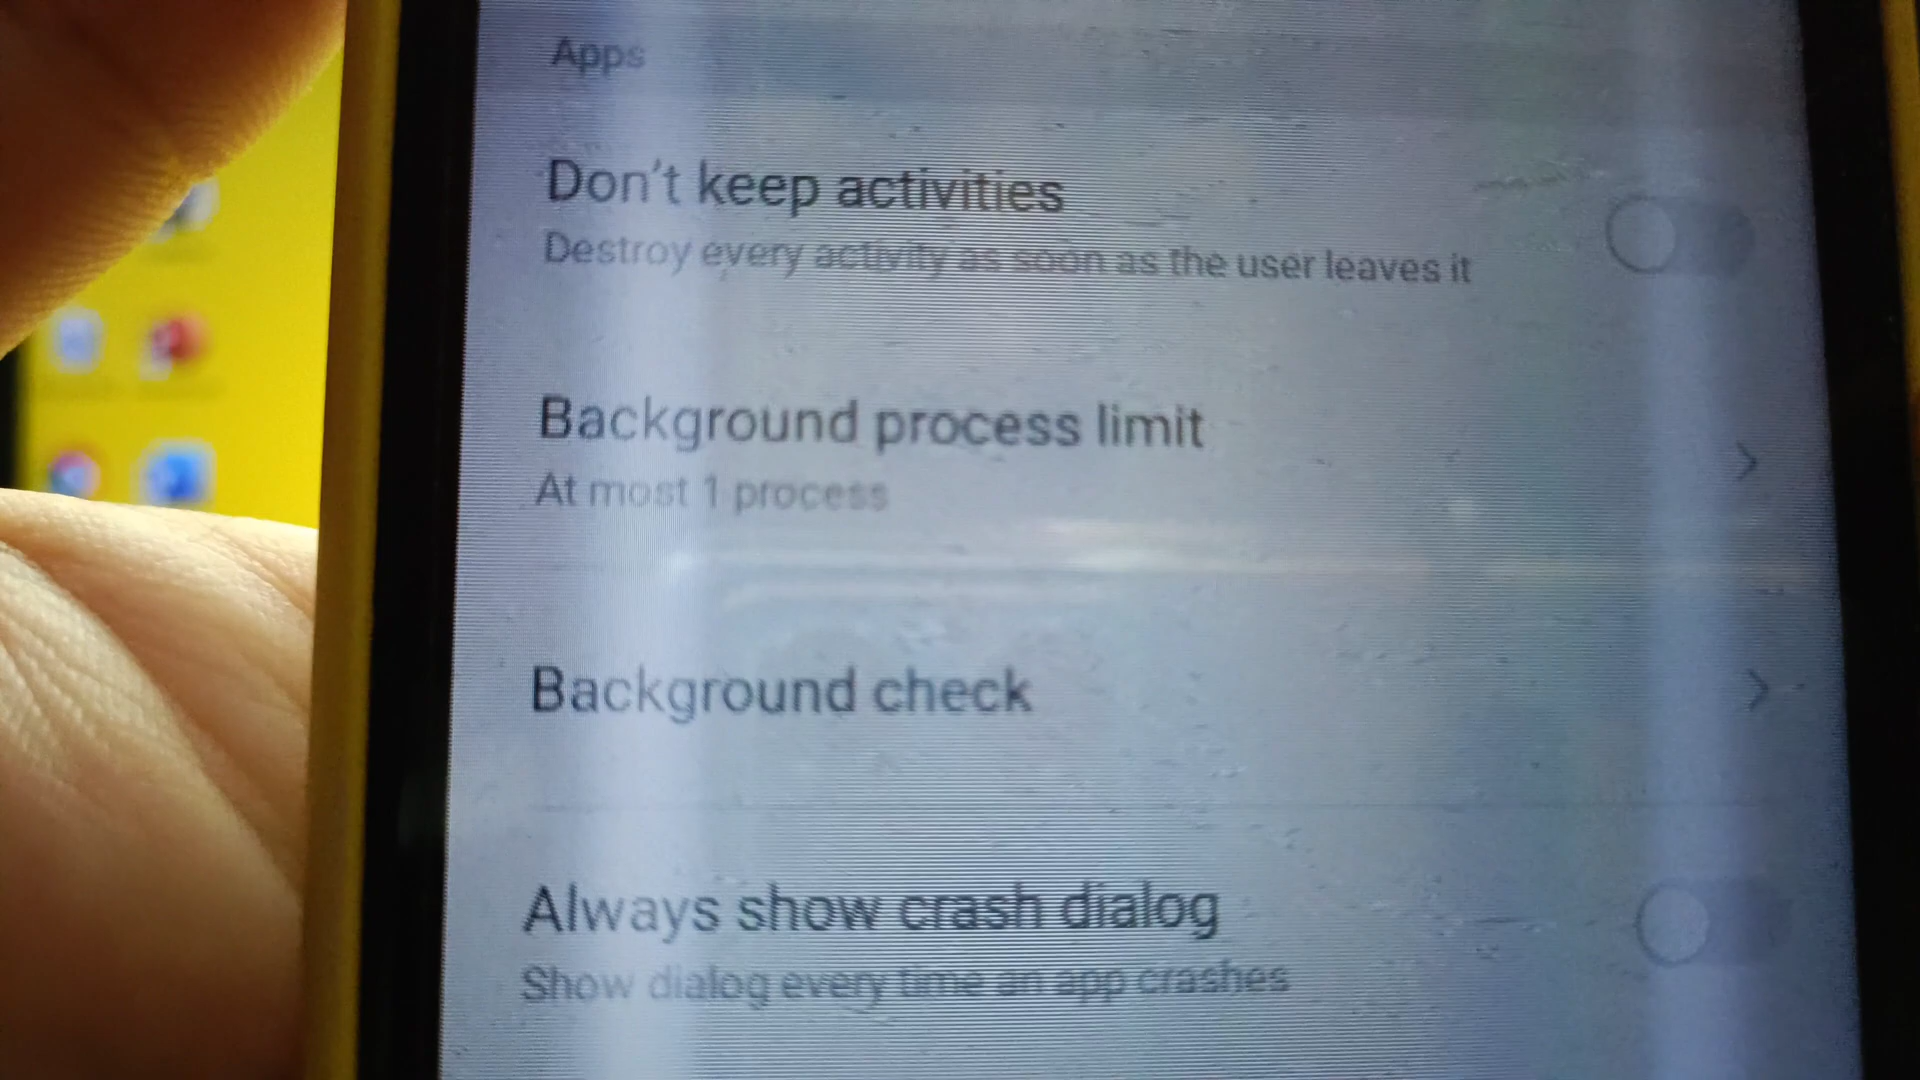 Apps
Don't keep activities
Destroy every activity as soon as the user leaves it
Background process limit
At most 1 process
Background check
Always show crash dialog
Show dialog every time an app crashes